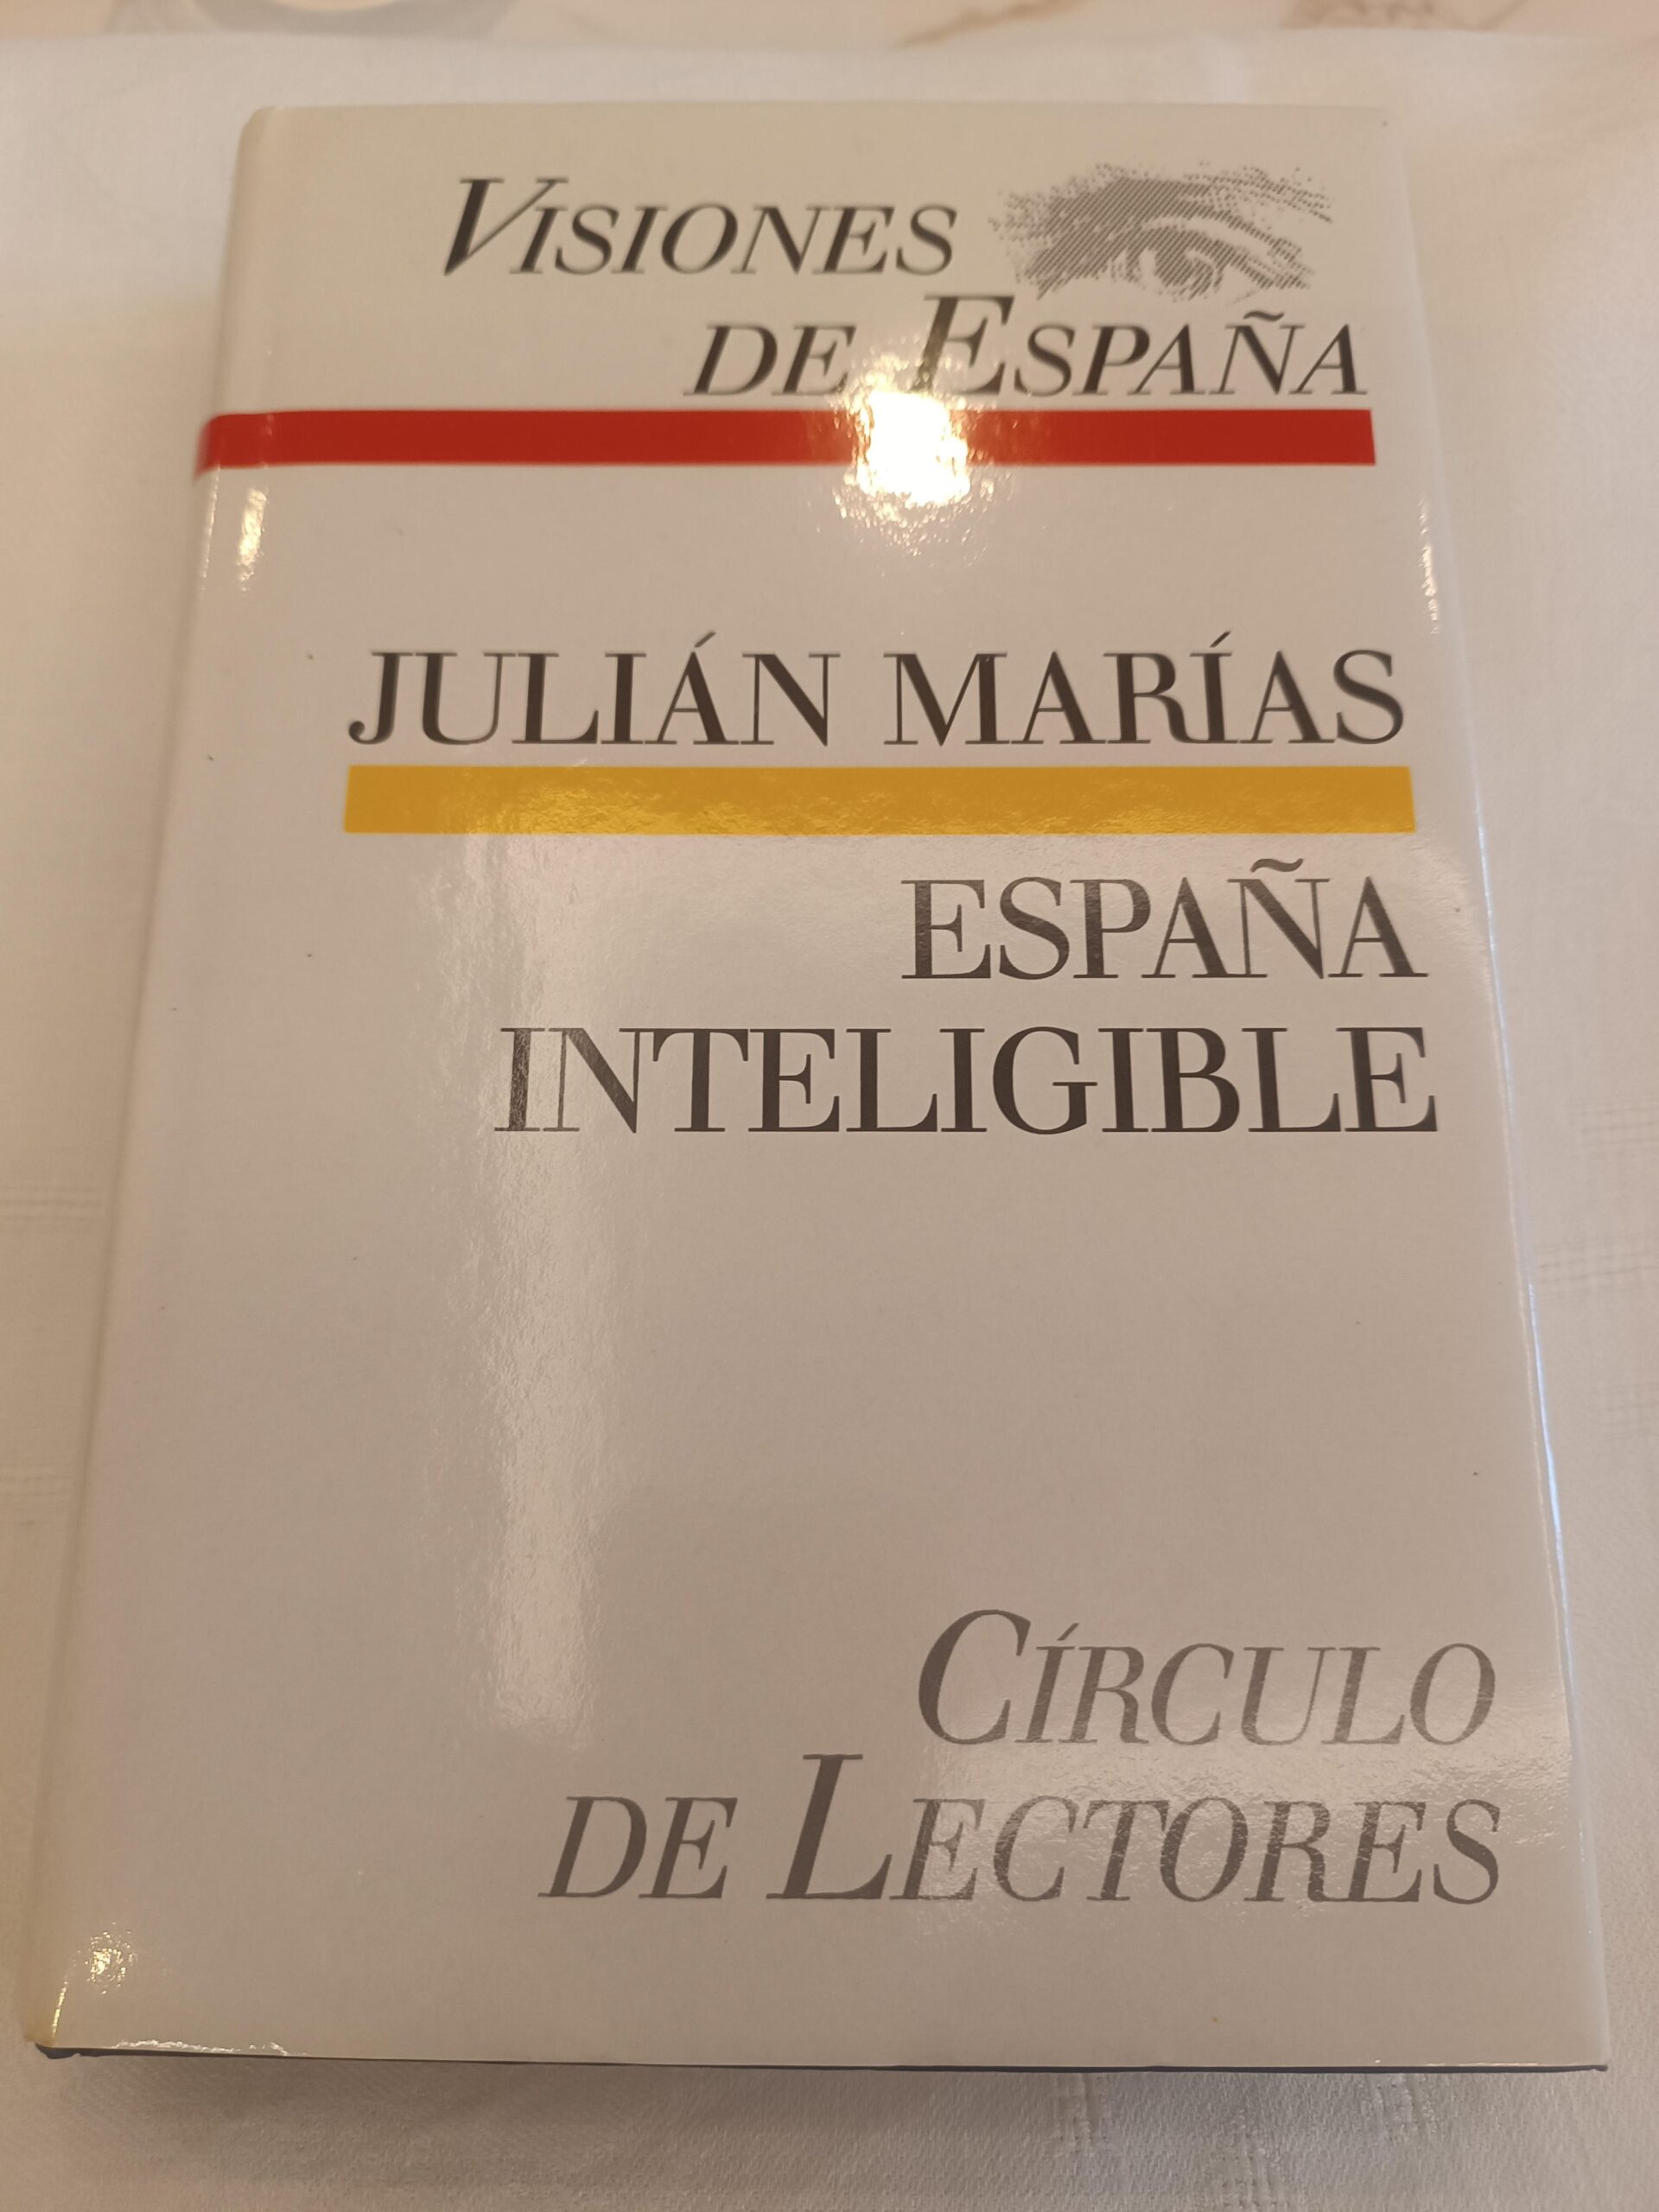 VISIONES
DE ESPAÑA
JULIÁN MARÍAS
ESPAÑA
INTELIGIBLE
CÍRCULO
DE LECTORES